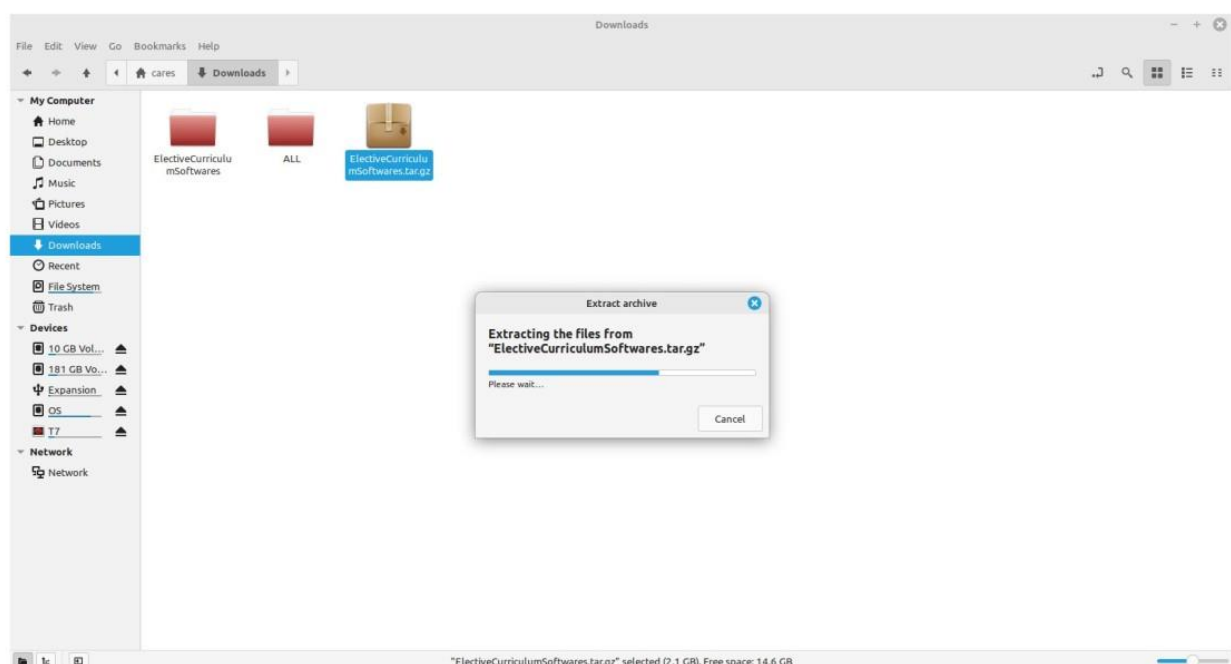 Downloads
File Edit View Go Bookmarks Help
cares Downloads
My Computer
Home
Desktop
Documents
Music
Pictures
Videos
Downloads
Recent
File System
Trash
Devices
10 GB Vol...
181 GB Vo...
Expansion
OS
T7
Network
Network
ElectiveCurriculu
mSoftwares
ALL
ElectiveCurriculu
mSoftwares.tar.gz
Extract archive
Extracting the files from
"ElectiveCurriculumSoftwares.tar.gz"
Please wait...
Cancel
"ElectiveCurriculumSoftwares.tar.gz" selected (2.1 GB), Free space: 14.6 GB